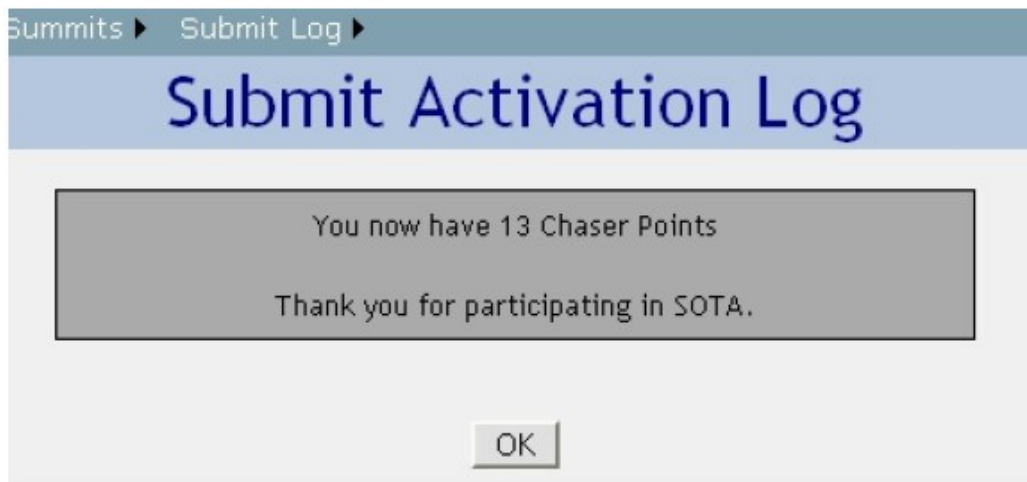 Summits Submit Log
Submit Activation Log
You now have 13 Chaser Points
Thank you for participating in SOTA.
OK